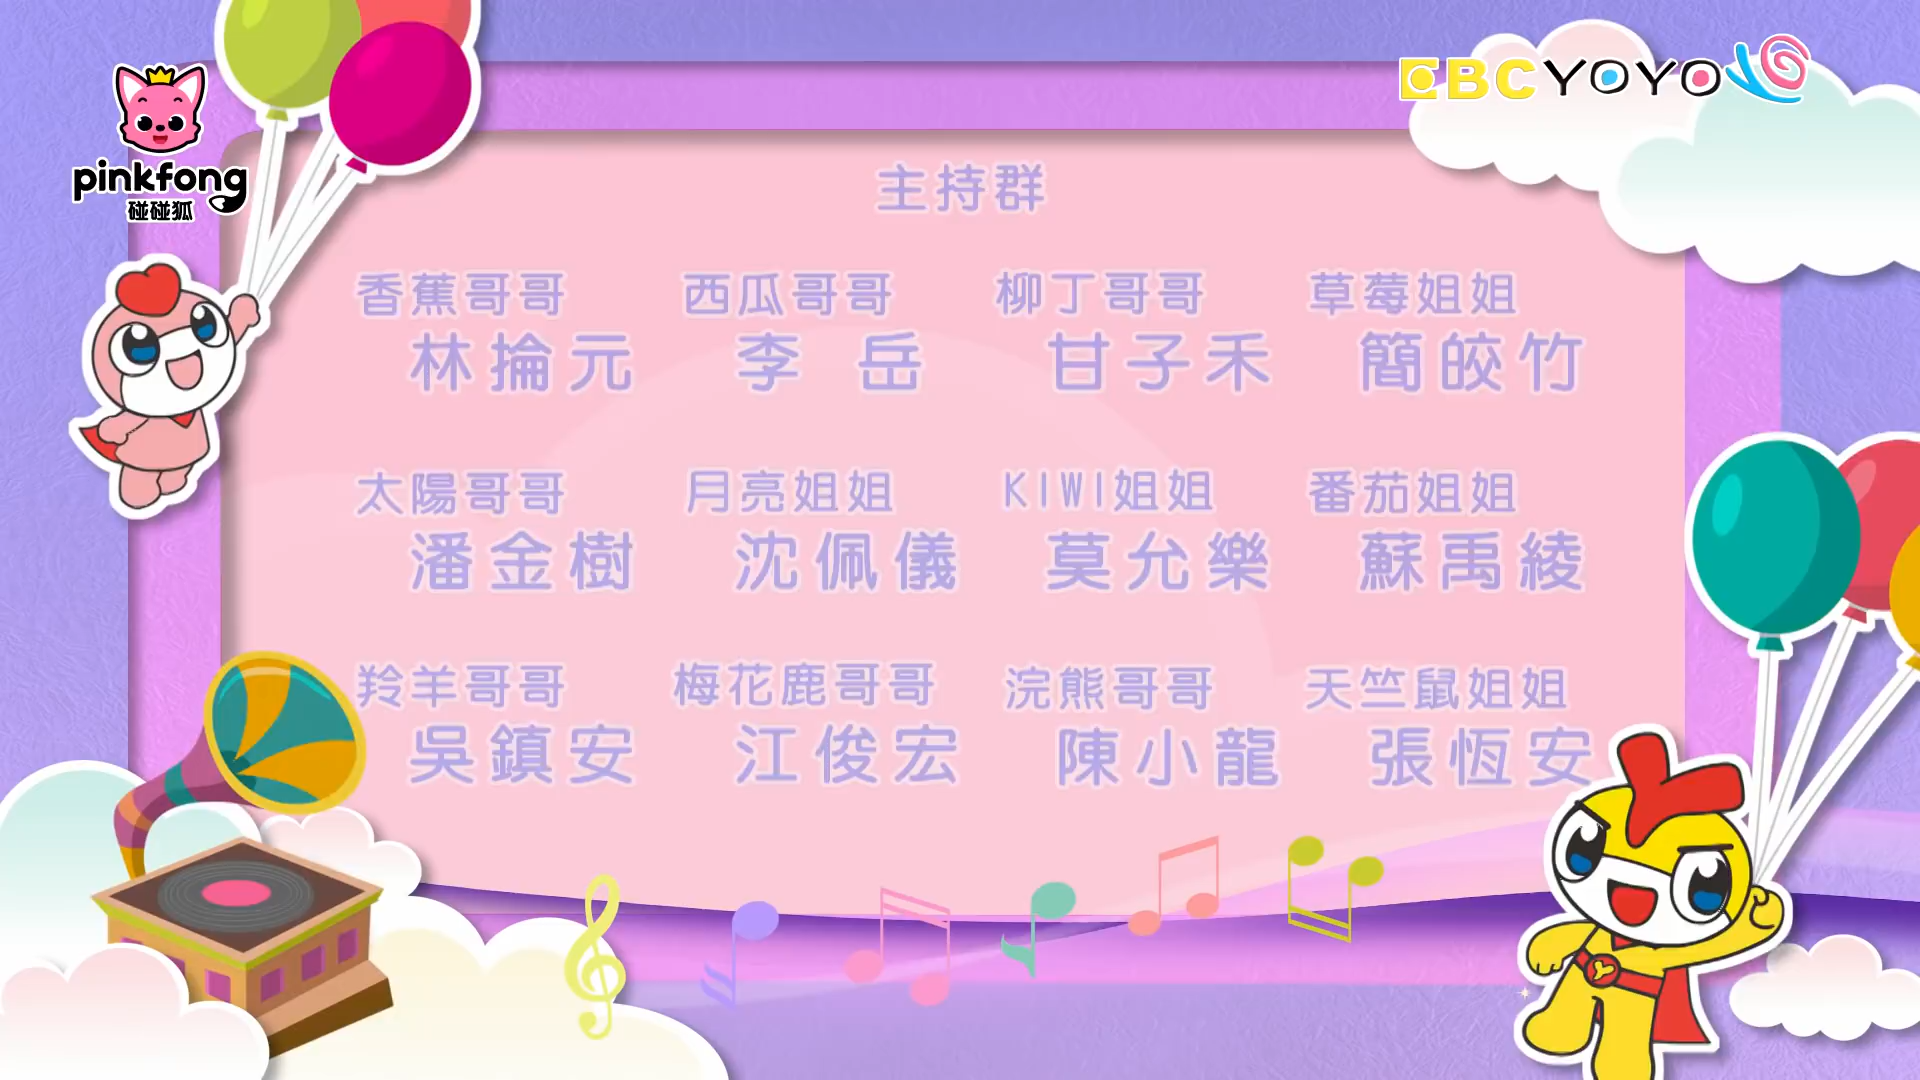 pinkfong
碰碰狐
EBCYOYO
主持群
香蕉哥哥 西瓜哥哥 柳丁哥哥 草莓姐姐
林掄元 李岳 甘子禾 簡皎竹
太陽哥哥 月亮姐姐 KIWI姐姐 番茄姐姐
潘金樹 沈佩儀 莫允樂 蘇禹綾
羚羊哥哥 梅花鹿哥哥 浣熊哥哥 天竺鼠姐姐
吳鎮安 江俊宏 陳小龍 張恆安